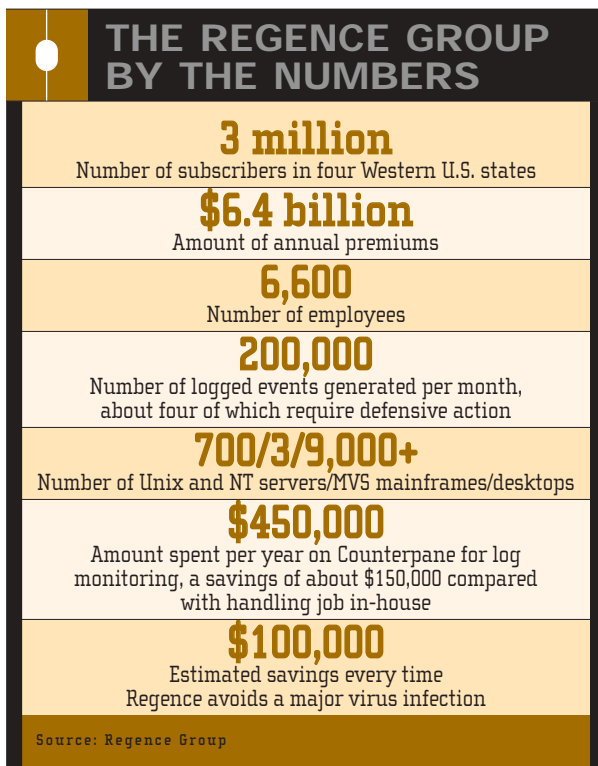 THE REGENCE GROUP
BY THE NUMBERS
3 million
Number of subscribers in four Western U.S. states
$6.4 billion
Amount of annual premiums
6,600
Number of employees
200,000
Number of logged events generated per month,
about four of which require defensive action
700/3/9,000+
Number of Unix and NT servers/MVS mainframes/desktops
$450,000
Amount spent per year on Counterpane for log
monitoring, a savings of about $150,000 compared
with handling job in-house
$100,000
Estimated savings every time
Regence avoids a major virus infection
Source: Regence Group